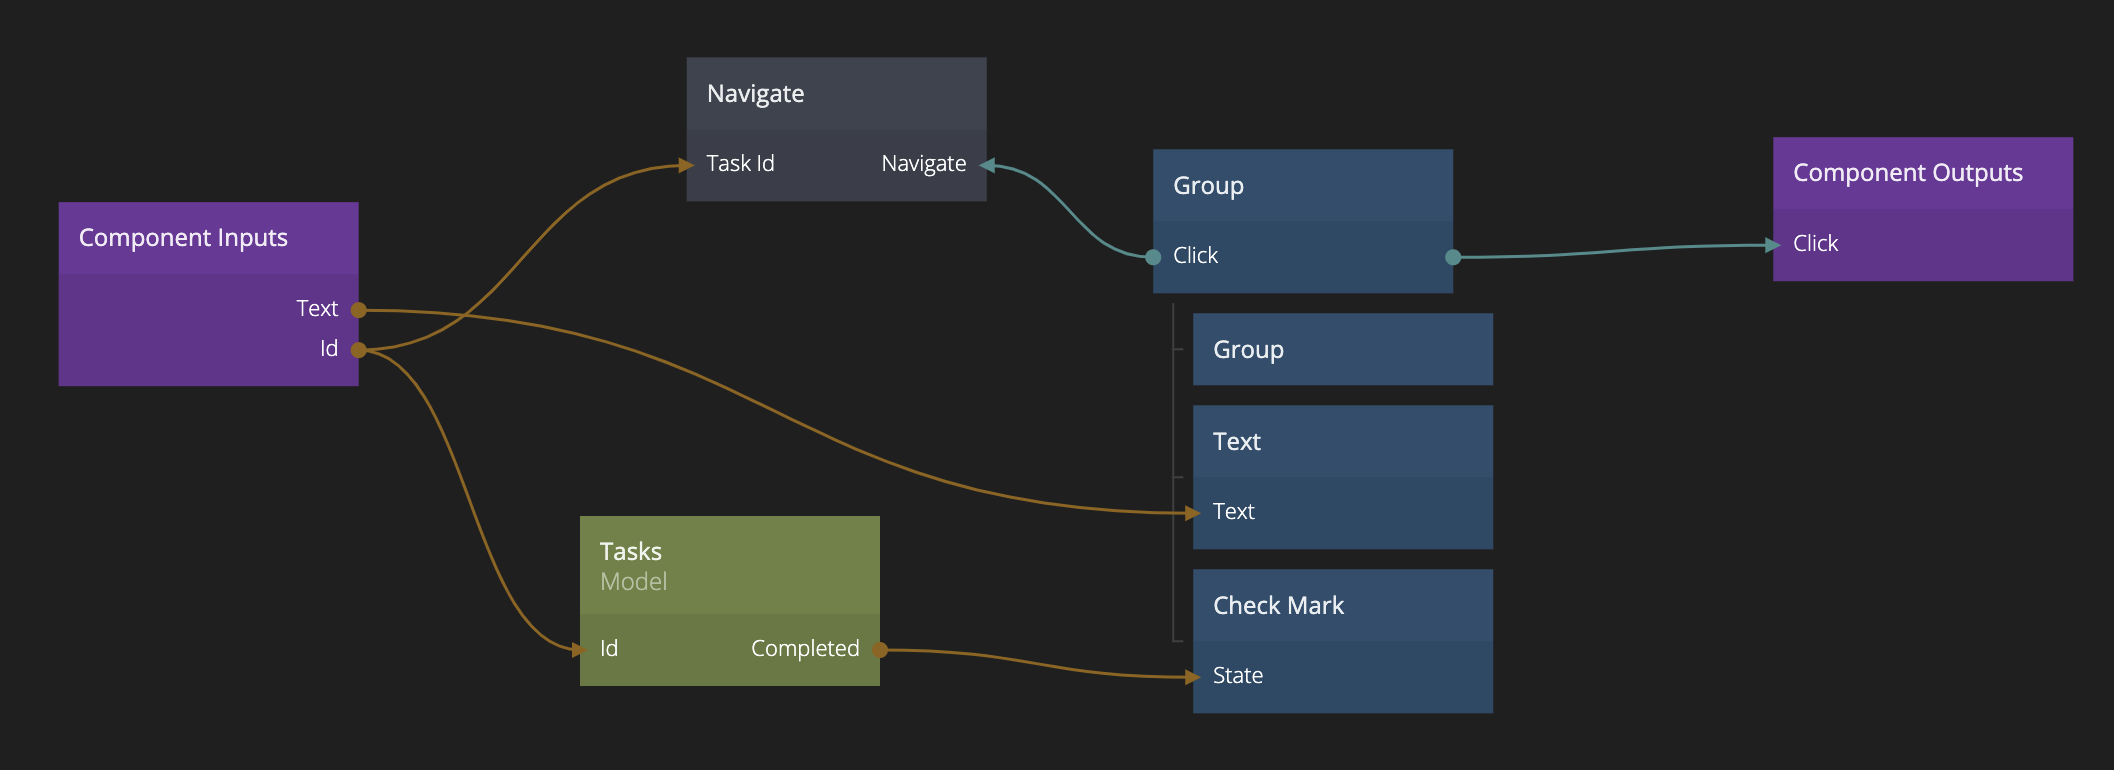 Component Inputs
Text
Id
Navigate
Task Id
Navigate
Tasks
Model
Id
Completed
Group
Click
Group
Text
Text
Check Mark
State
Component Outputs
Click